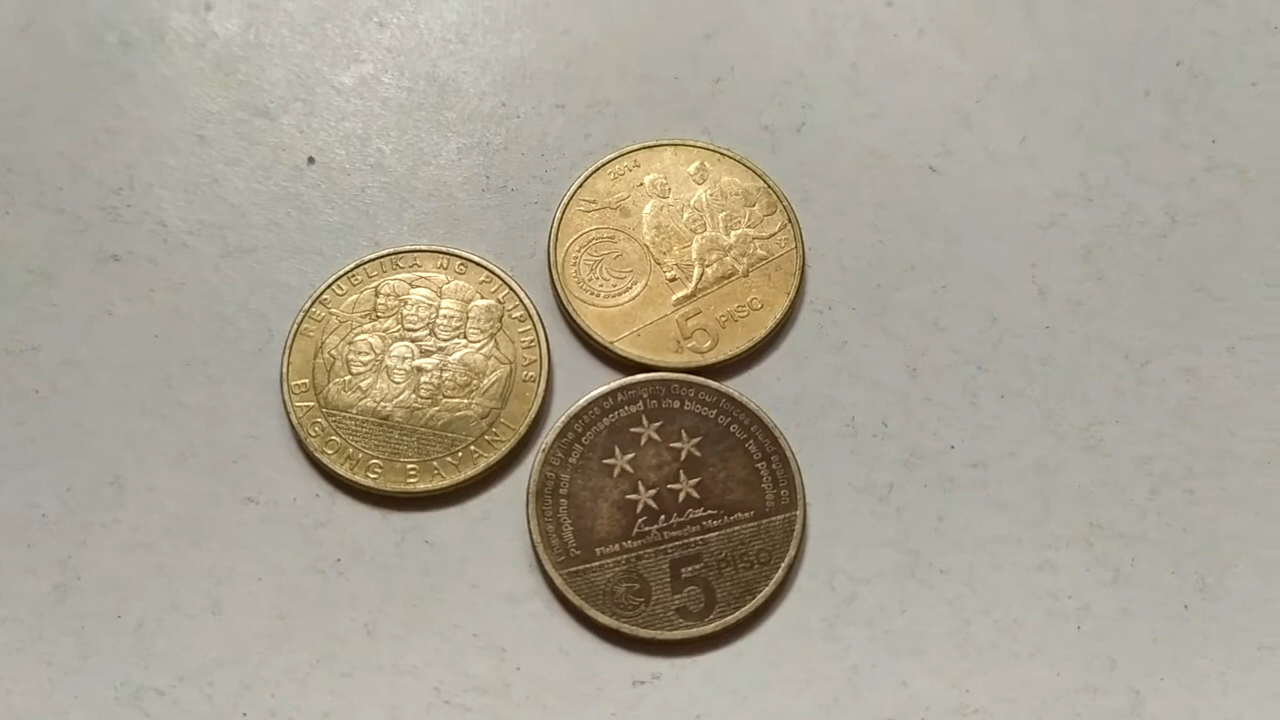 2014
5 PISO
REPUBLIKA NG PILIPINAS
BAGONG BAYANI
I have returned! By the grace of Almighty God our forces stand again on
Philippine soil - soil consecrated in the blood of our two peoples.
Field Marshal Douglas MacArthur
5 PISO